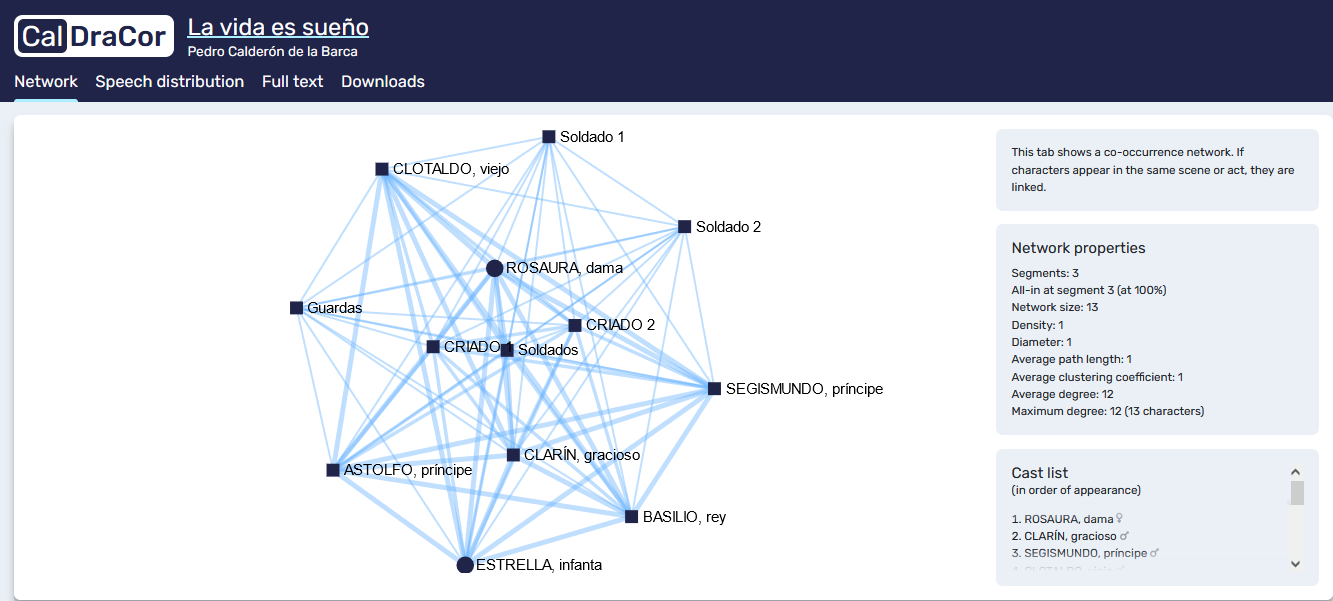 CalDraCor
La vida es sueño
Pedro Calderón de la Barca
Network Speech distribution Full text Downloads
Soldado 1
CLOTALDO, viejo
Soldado 2
ROSAURA, dama
Guardas
CRIADO 2
CRIADO 1
Soldados
SEGISMUNDO, príncipe
CLARÍN, gracioso
ASTOLFO, príncipe
BASILIO, rey
ESTRELLA, infanta
This tab shows a co-occurrence network. If
characters appear in the same scene or act, they are
linked.
Network properties
Segments: 3
All-in at segment 3 (at 100%)
Network size: 13
Density: 1
Diameter: 1
Average path length: 1
Average clustering coefficient: 1
Average degree: 12
Maximum degree: 12 (13 characters)
Cast list
(in order of appearance)
1. ROSAURA, dama ♀
2. CLARÍN, gracioso ♂
3. SEGISMUNDO, príncipe ♂